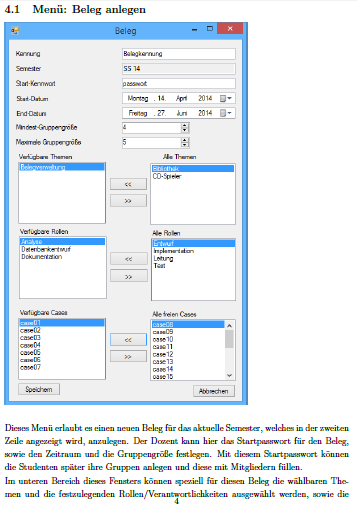 4.1 Menü: Beleg anlegen
Beleg
Kennung Belegkennung
Semester SS 14
Start-Kennwort passwort
Start-Datum Montag , 14. April 2014
End-Datum Freitag , 27. Juni 2014
Mindest-Gruppengröße 4
Maximale Gruppengröße 5
Verfügbare Themen Alle Themen
Belegverwaltung Bibliothek
CD-Spieler
<<
>>
Verfügbare Rollen Alle Rollen
Analyse Entwurf
Datenbankentwurf Implementation
Dokumentation Leitung
Test
<<
>>
Verfügbare Cases Alle freien Cases
case01 case08
case02 case09
case03 case10
case04 case11
case05 case12
case06 case13
case07 case14
case15
<<
>>
Speichern Abbrechen
Dieses Menü erlaubt es einen neuen Beleg für das aktuelle Semester, welches in der zweiten
Zeile angezeigt wird, anzulegen. Der Dozent kann hier das Startpasswort für den Beleg,
sowie den Zeitraum und die Gruppengröße festlegen. Mit diesem Startpasswort können
die Studenten später ihre Gruppen anlegen und diese mit Mitgliedern füllen.
Im unteren Bereich dieses Fensters können speziell für diesen Beleg die wählbaren The-
men und die festzulegenden Rollen/Verantwortlichkeiten ausgewählt werden, sowie die
4